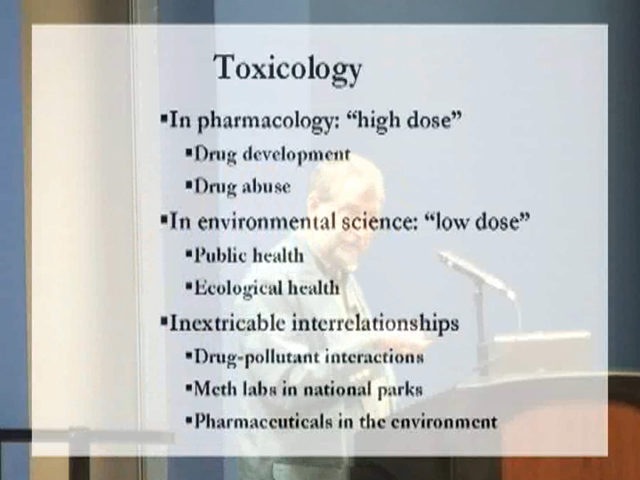 Toxicology
▪In pharmacology: “high dose”
▪Drug development
▪Drug abuse
▪In environmental science: “low dose”
▪Public health
▪Ecological health
▪Inextricable interrelationships
▪Drug-pollutant interactions
▪Meth labs in national parks
▪Pharmaceuticals in the environment